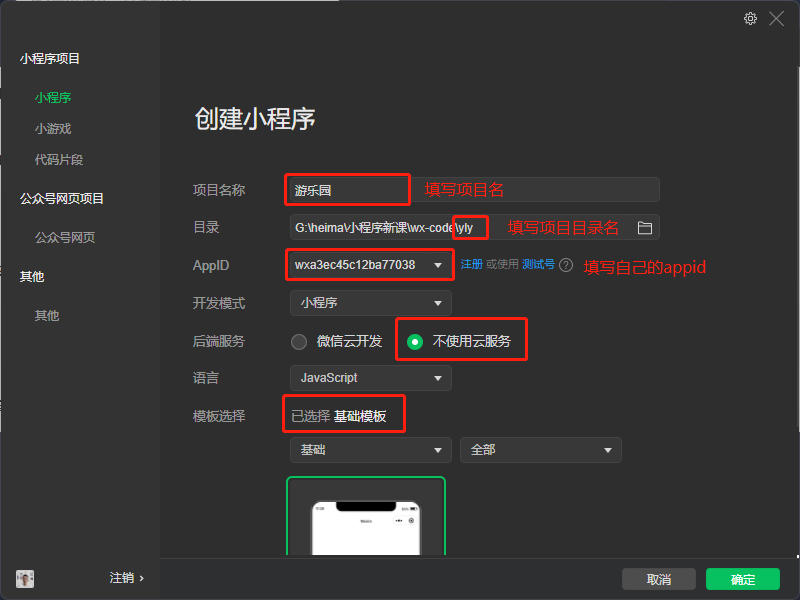 小程序项目
小程序
小游戏
代码片段
公众号网页项目
公众号网页
其他
其他
注销 ›
创建小程序
项目名称 游乐园 填写项目名
目录 G:\heima\小程序新课\wx-code\yly 填写项目目录名
AppID wxa3ec45c12ba77038 注册 或使用 测试号 ? 填写自己的appid
开发模式 小程序
后端服务 微信云开发 不使用云服务
语言 JavaScript
模板选择 已选择 基础模板
基础 全部
取消 确定